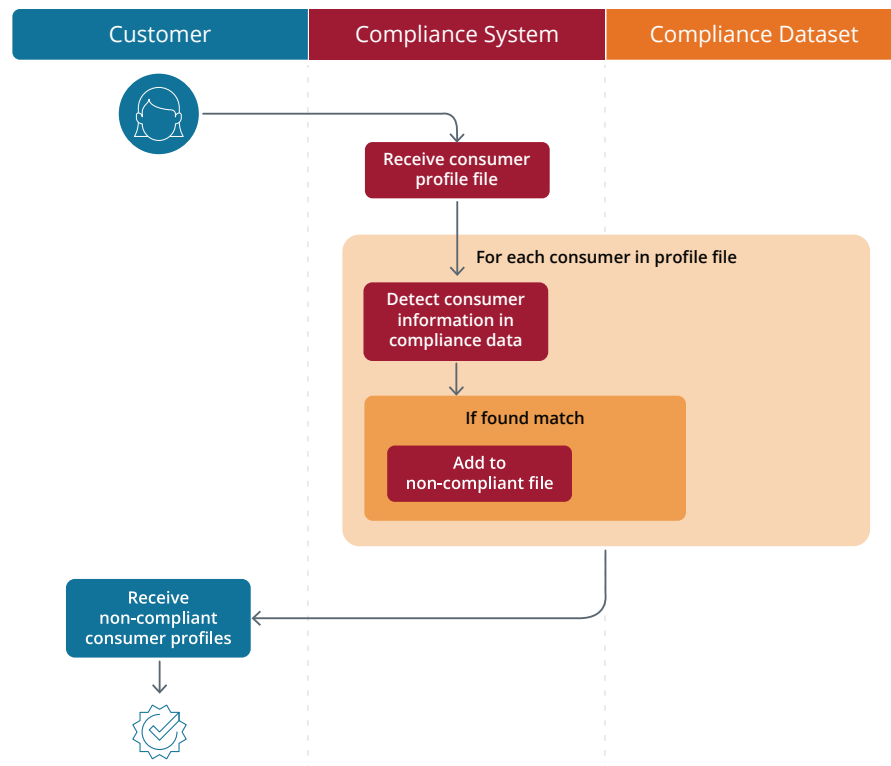 Customer
Compliance System
Compliance Dataset
Receive consumer
profile file
For each consumer in profile file
Detect consumer
information in
compliance data
If found match
Add to
non-compliant file
Receive
non-compliant
consumer profiles